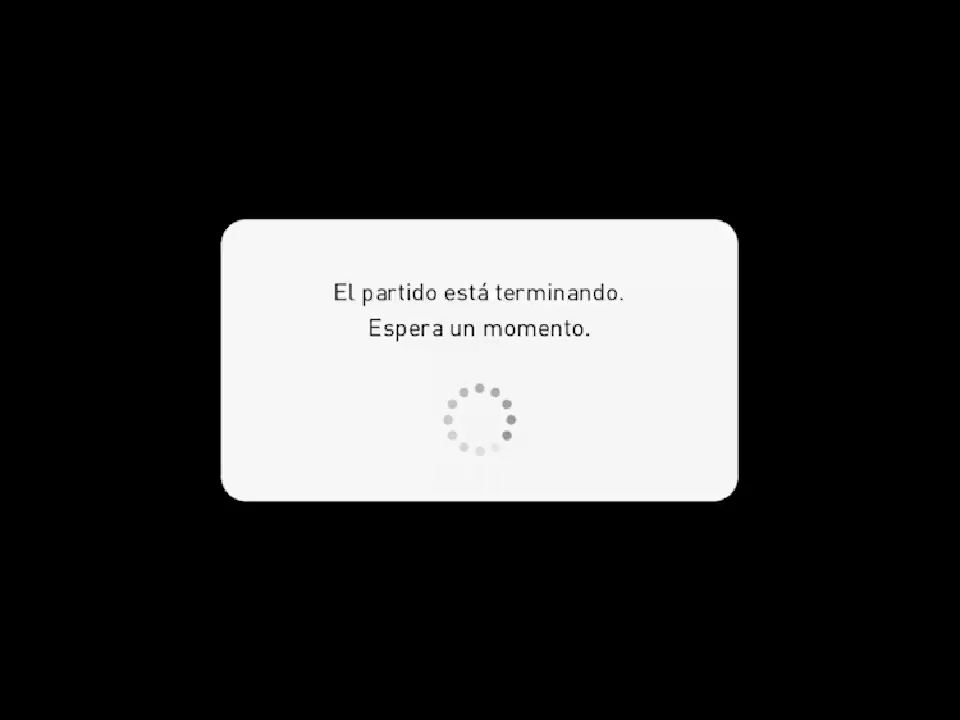 El partido está terminando.
Espera un momento.